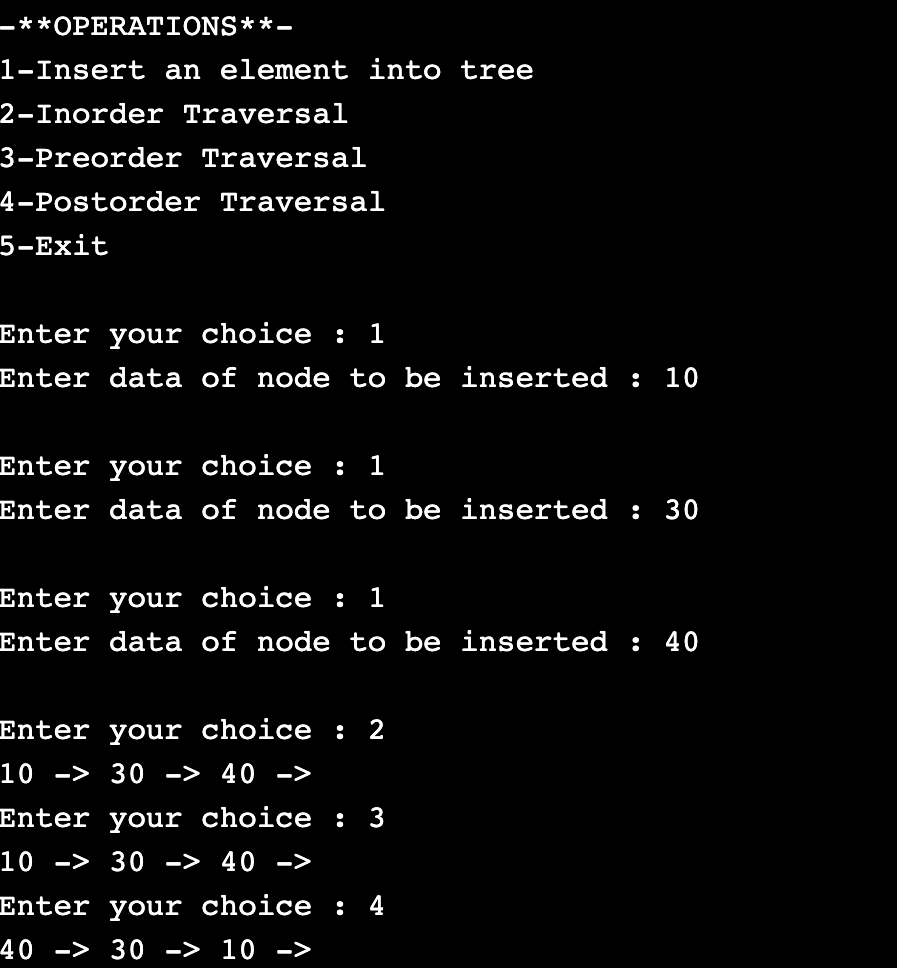 -**OPERATIONS**-
1-Insert an element into tree
2-Inorder Traversal
3-Preorder Traversal
4-Postorder Traversal
5-Exit
Enter your choice : 1
Enter data of node to be inserted : 10
Enter your choice : 1
Enter data of node to be inserted : 30
Enter your choice : 1
Enter data of node to be inserted : 40
Enter your choice : 2
10 -> 30 -> 40 ->
Enter your choice : 3
10 -> 30 -> 40 ->
Enter your choice : 4
40 -> 30 -> 10 ->